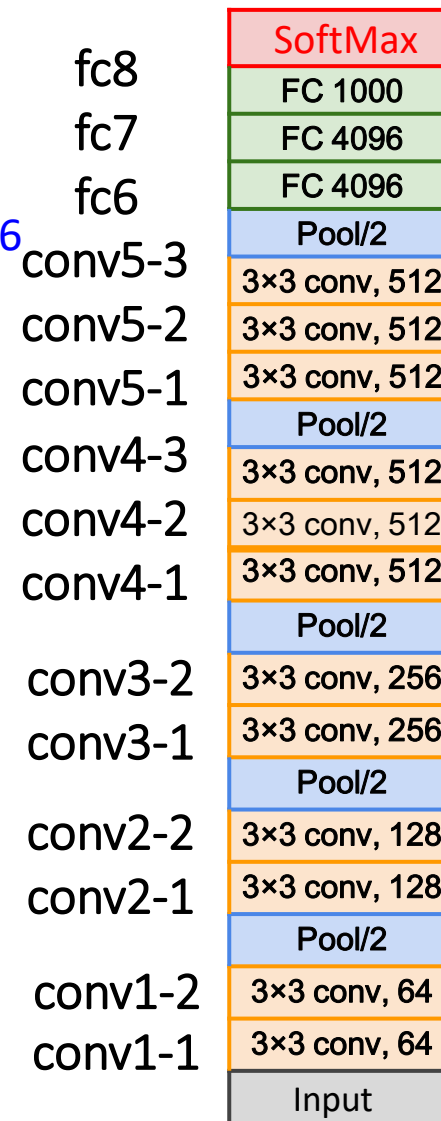 SoftMax
fc8 FC 1000
fc7 FC 4096
fc6 FC 4096
6 Pool/2
conv5-3 3×3 conv, 512
conv5-2 3×3 conv, 512
conv5-1 3×3 conv, 512
Pool/2
conv4-3 3×3 conv, 512
conv4-2 3×3 conv, 512
conv4-1 3×3 conv, 512
Pool/2
conv3-2 3×3 conv, 256
conv3-1 3×3 conv, 256
Pool/2
conv2-2 3×3 conv, 128
conv2-1 3×3 conv, 128
Pool/2
conv1-2 3×3 conv, 64
conv1-1 3×3 conv, 64
Input